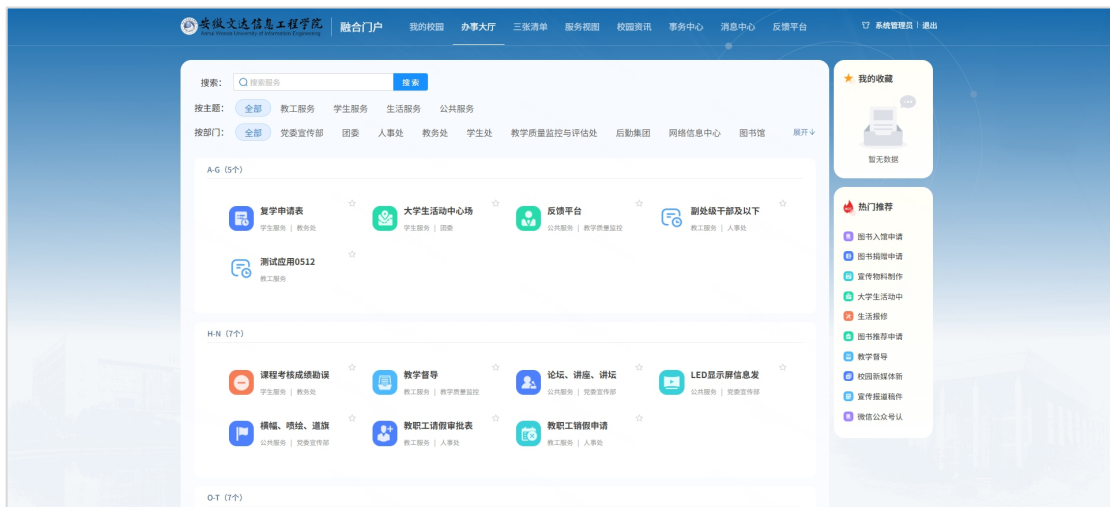 安徽文达信息工程学院
Anhui Wenda University of Information Engineering
融合门户
我的校园 办事大厅 三张清单 服务视图 校园资讯 事务中心 消息中心 反馈平台
系统管理员 | 退出
搜索： 搜索服务 搜索
按主题： 全部 教工服务 学生服务 生活服务 公共服务
按部门： 全部 党委宣传部 团委 人事处 教务处 学生处 教学质量监控与评估处 后勤集团 网络信息中心 图书馆 展开
A-G（5个）
复学申请表
学生服务 | 教务处
大学生活动中心场
学生服务 | 团委
反馈平台
公共服务 | 教学质量监控
副处级干部及以下
教工服务 | 人事处
测试应用0512
教工服务
H-N（7个）
课程考核成绩勘误
学生服务 | 教务处
教学督导
教工服务 | 教学质量监控
论坛、讲座、讲坛
公共服务 | 党委宣传部
LED显示屏信息发
公共服务 | 党委宣传部
横幅、喷绘、道旗
公共服务 | 党委宣传部
教职工请假审批表
教工服务 | 人事处
教职工销假申请
教工服务 | 人事处
O-T（7个）
我的收藏
暂无数据
热门推荐
图书入馆申请
图书捐赠申请
宣传物料制作
大学生活动中
生活报修
图书推荐申请
教学督导
校园新媒体新
宣传报道稿件
微信公众号认